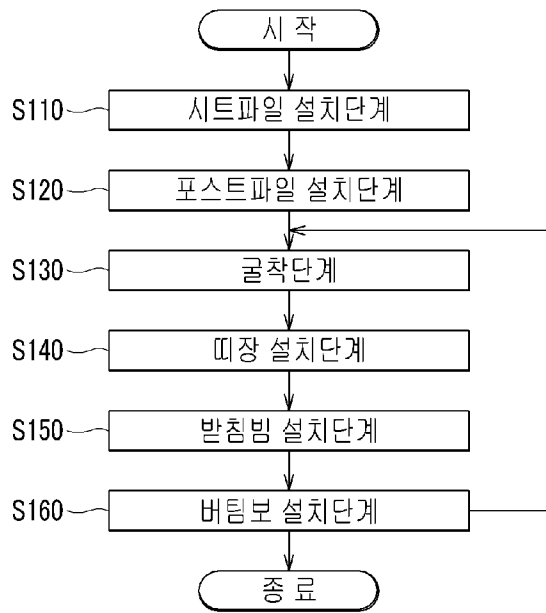 시 작
S110 시트파일 설치단계
S120 포스트파일 설치단계
S130 굴착단계
S140 띠장 설치단계
S150 받침빔 설치단계
S160 버팀보 설치단계
종 료